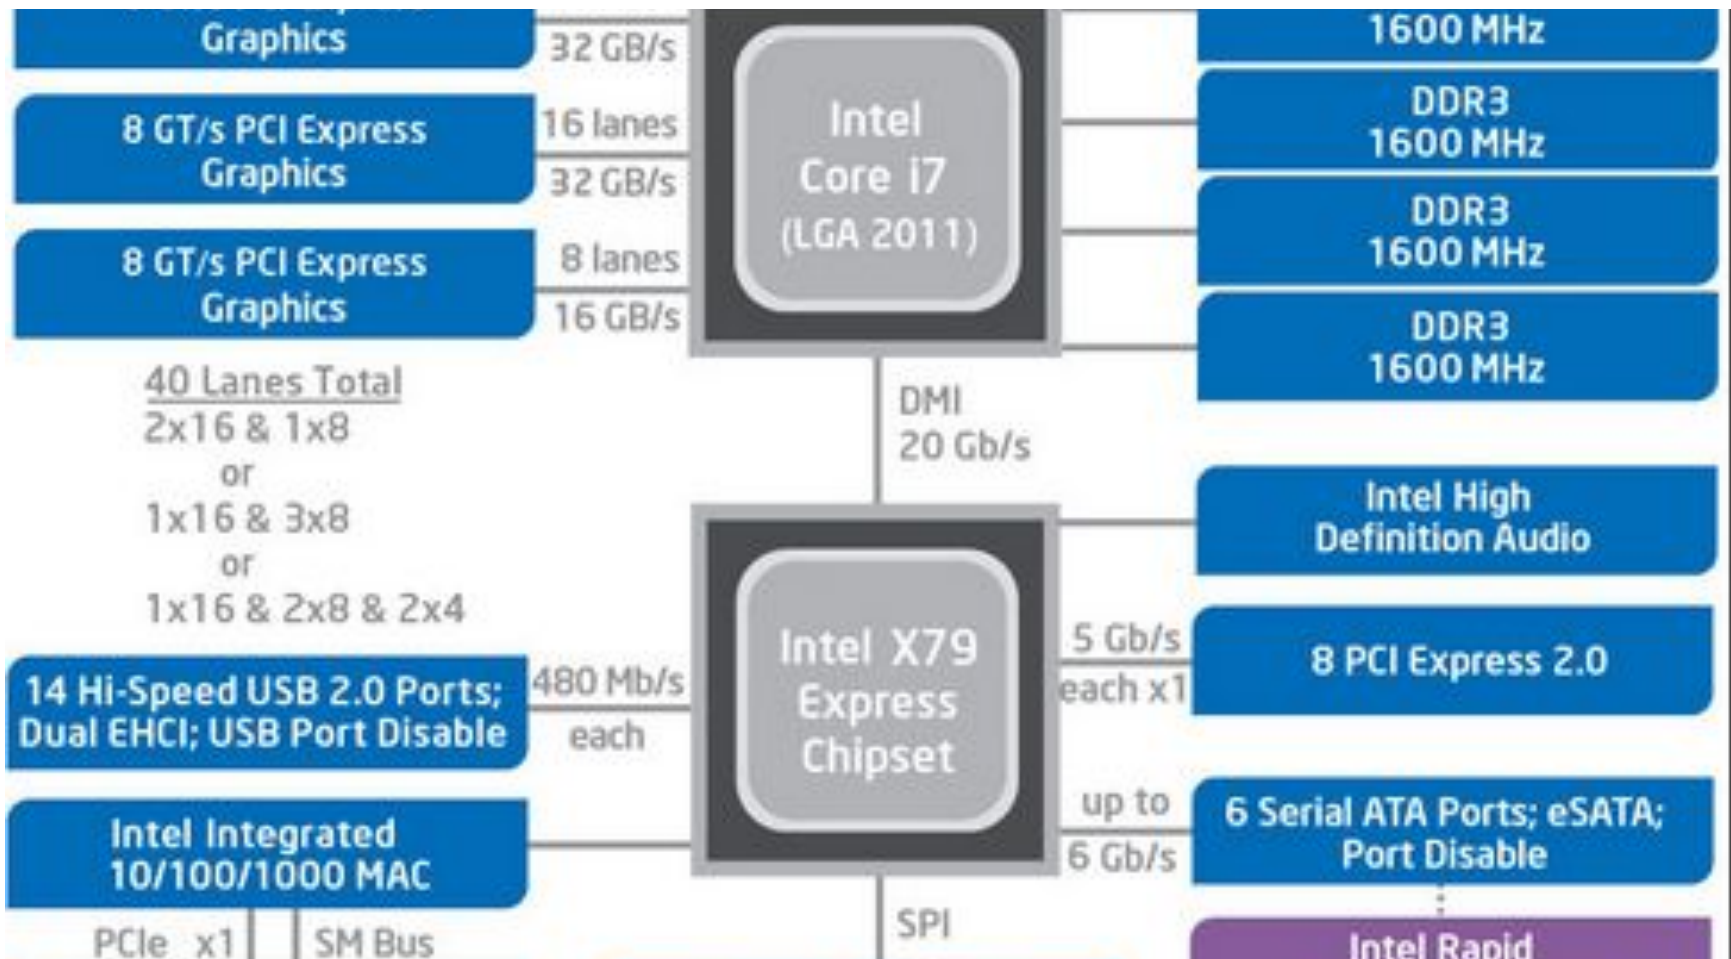 Graphics
32 GB/s
8 GT/s PCI Express
Graphics
16 lanes
32 GB/s
8 GT/s PCI Express
Graphics
8 lanes
16 GB/s
40 Lanes Total
2x16 & 1x8
or
1x16 & 3x8
or
1x16 & 2x8 & 2x4
Intel
Core i7
(LGA 2011)
1600 MHz
DDR3
1600 MHz
DDR3
1600 MHz
DDR3
1600 MHz
DMI
20 Gb/s
Intel High
Definition Audio
Intel X79
Express
Chipset
5 Gb/s
each x1
8 PCI Express 2.0
14 Hi-Speed USB 2.0 Ports;
Dual EHCI; USB Port Disable
480 Mb/s
each
up to
6 Gb/s
6 Serial ATA Ports; eSATA;
Port Disable
Intel Integrated
10/100/1000 MAC
PCIe x1
SM Bus
SPI
Intel Rapid